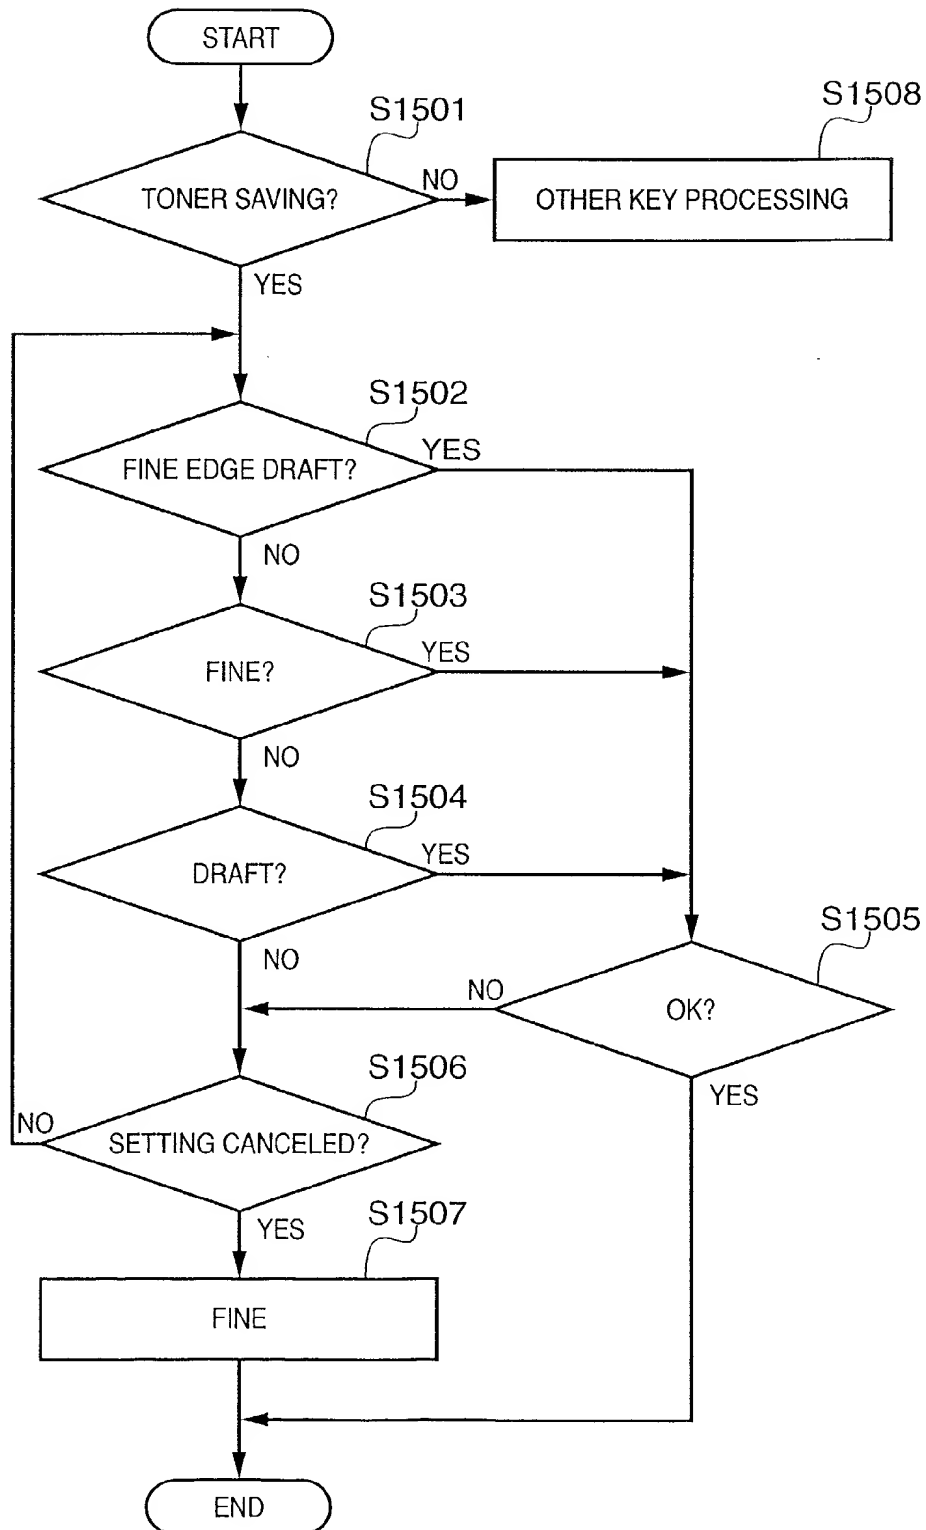 START
S1501
S1508
TONER SAVING?
NO
OTHER KEY PROCESSING
YES
S1502
FINE EDGE DRAFT?
YES
NO
S1503
FINE?
YES
NO
S1504
DRAFT?
YES
NO
S1505
OK?
NO
YES
S1506
SETTING CANCELED?
NO
YES
S1507
FINE
END